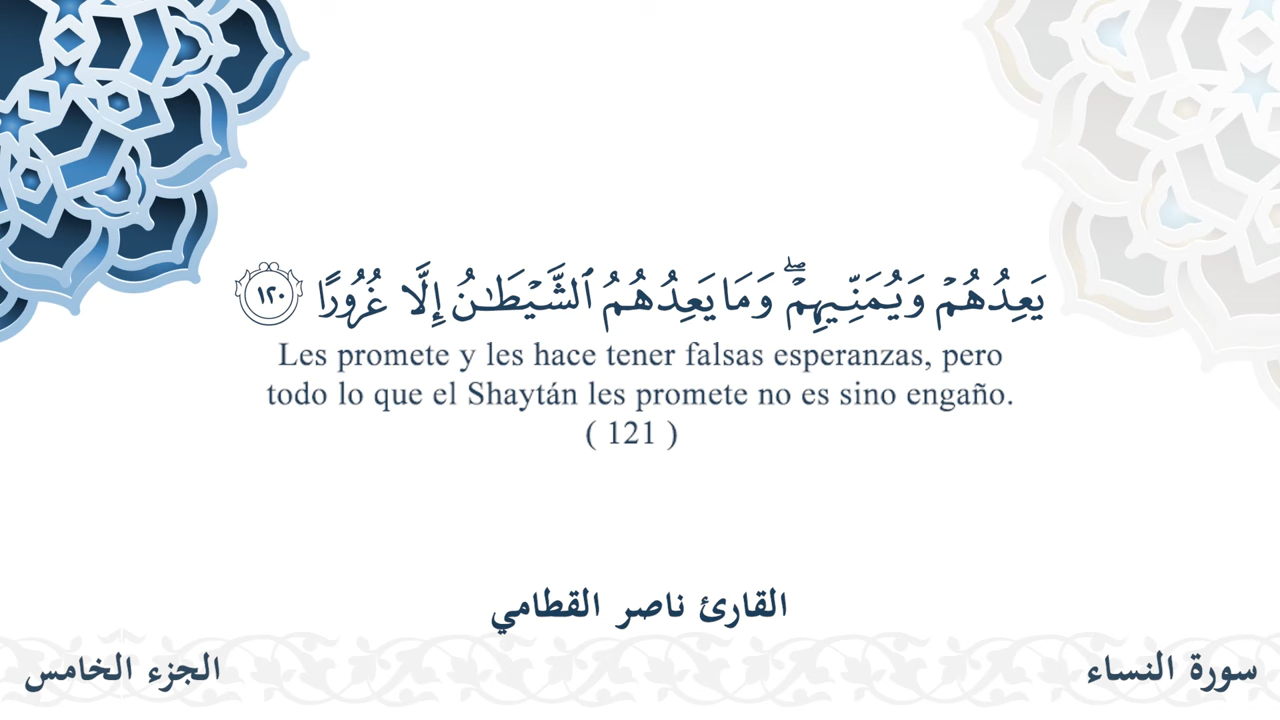 يَعِدُهُمْ وَيُمَنِّيهِمْ ۖ وَمَا يَعِدُهُمُ ٱلشَّيْطَـٰنُ إِلَّا غُرُورًا ١٢٠
Les promete y les hace tener falsas esperanzas, pero
todo lo que el Shaytán les promete no es sino engaño.
( 121 )
القارئ ناصر القطامي
سورة النساء
الجزء الخامس